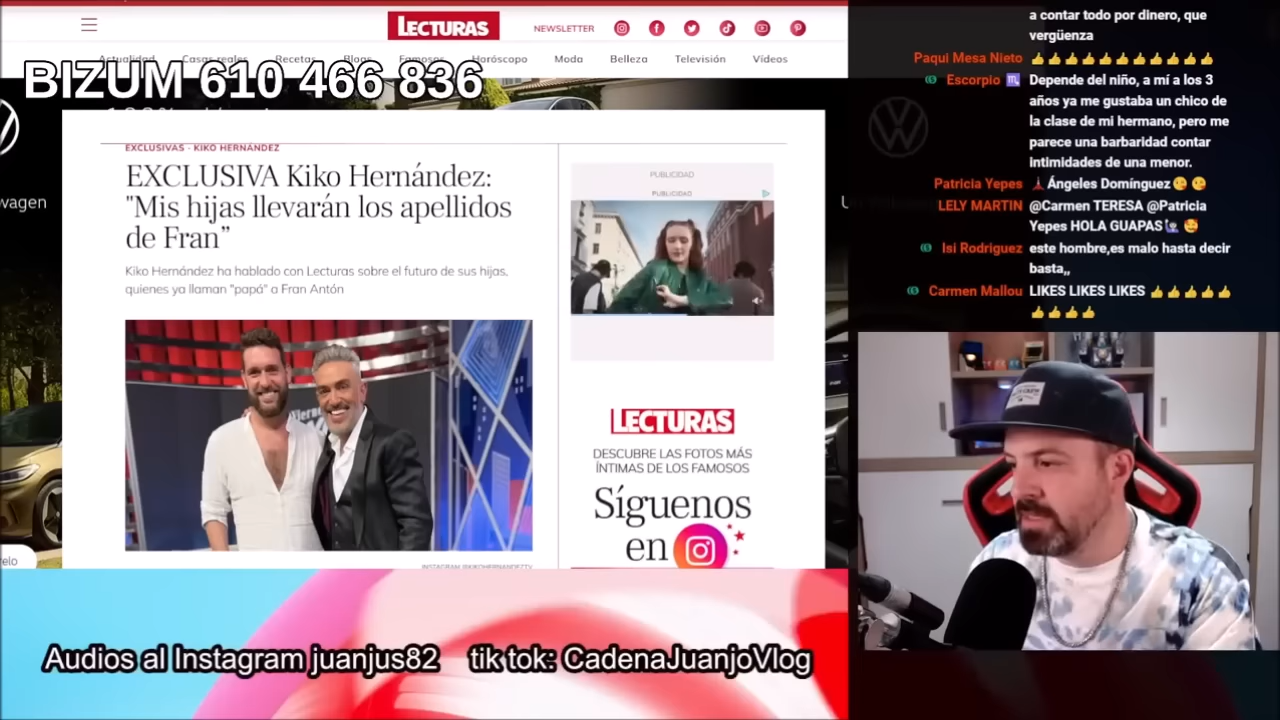 LECTURAS
NEWSLETTER
Actualidad Casas reales Recetas Blogs Famosos Horóscopo Moda Belleza Televisión Vídeos
BIZUM 610 466 836
wagen
EXCLUSIVAS · KIKO HERNÁNDEZ
EXCLUSIVA Kiko Hernández:
"Mis hijas llevarán los apellidos
de Fran”
Kiko Hernández ha hablado con Lecturas sobre el futuro de sus hijas,
quienes ya llaman "papá" a Fran Antón
INSTAGRAM @KIKOHERNANDEZTV
PUBLICIDAD
PUBLICIDAD
LECTURAS
DESCUBRE LAS FOTOS MÁS
ÍNTIMAS DE LOS FAMOSOS
Síguenos
en
elo
Audios al Instagram juanjus82 tik tok: CadenaJuanjoVlog
a contar todo por dinero, que
vergüenza
Paqui Mesa Nieto 👍👍👍👍👍👍👍👍👍👍👍👍
Escorpio ♏ Depende del niño, a mí a los 3
años ya me gustaba un chico de
la clase de mi hermano, pero me
parece una barbaridad contar
intimidades de una menor.
Patricia Yepes 🗼Ángeles Domínguez😘 😘
LELY MARTIN @Carmen TERESA @Patricia
Yepes HOLA GUAPAS🙋🏻‍♀️ 🥰
Isi Rodriguez este hombre,es malo hasta decir
basta,,
Carmen Mallou LIKES LIKES LIKES 👍👍👍👍👍
👍👍👍👍